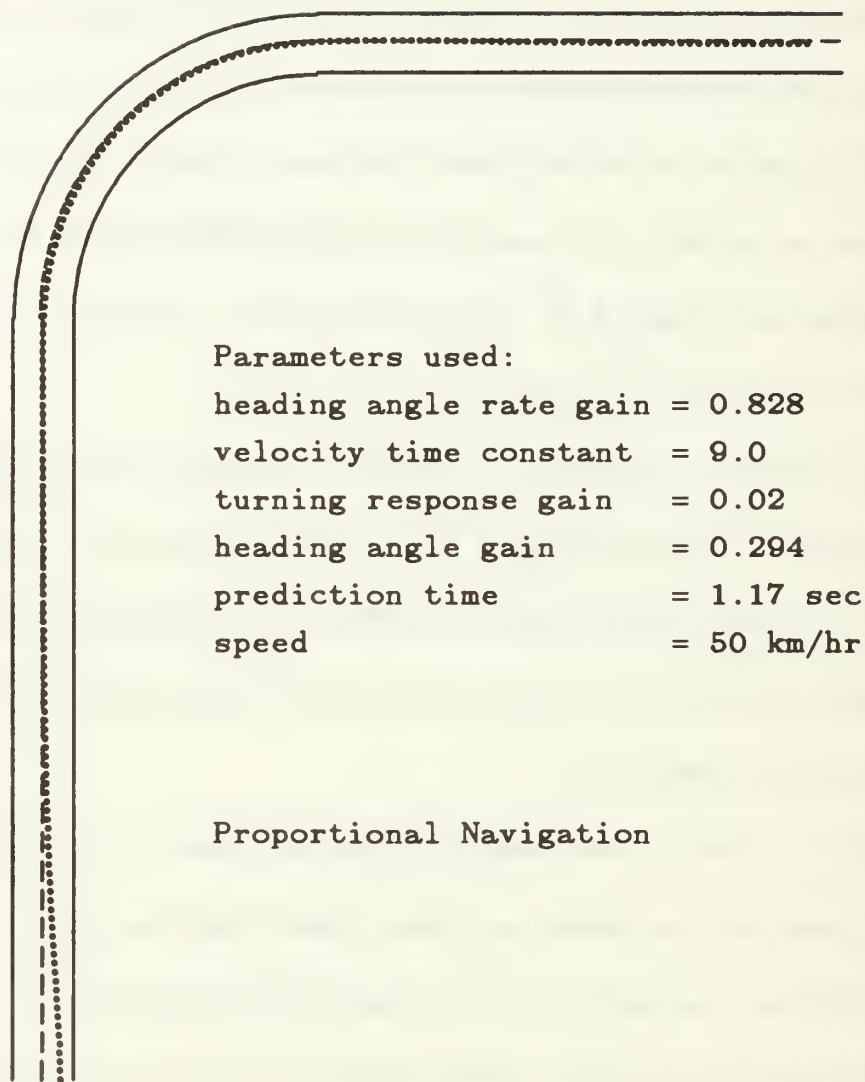 Parameters used:
heading angle rate gain = 0.828
velocity time constant = 9.0
turning response gain = 0.02
heading angle gain = 0.294
prediction time = 1.17 sec
speed = 50 km/hr
Proportional Navigation